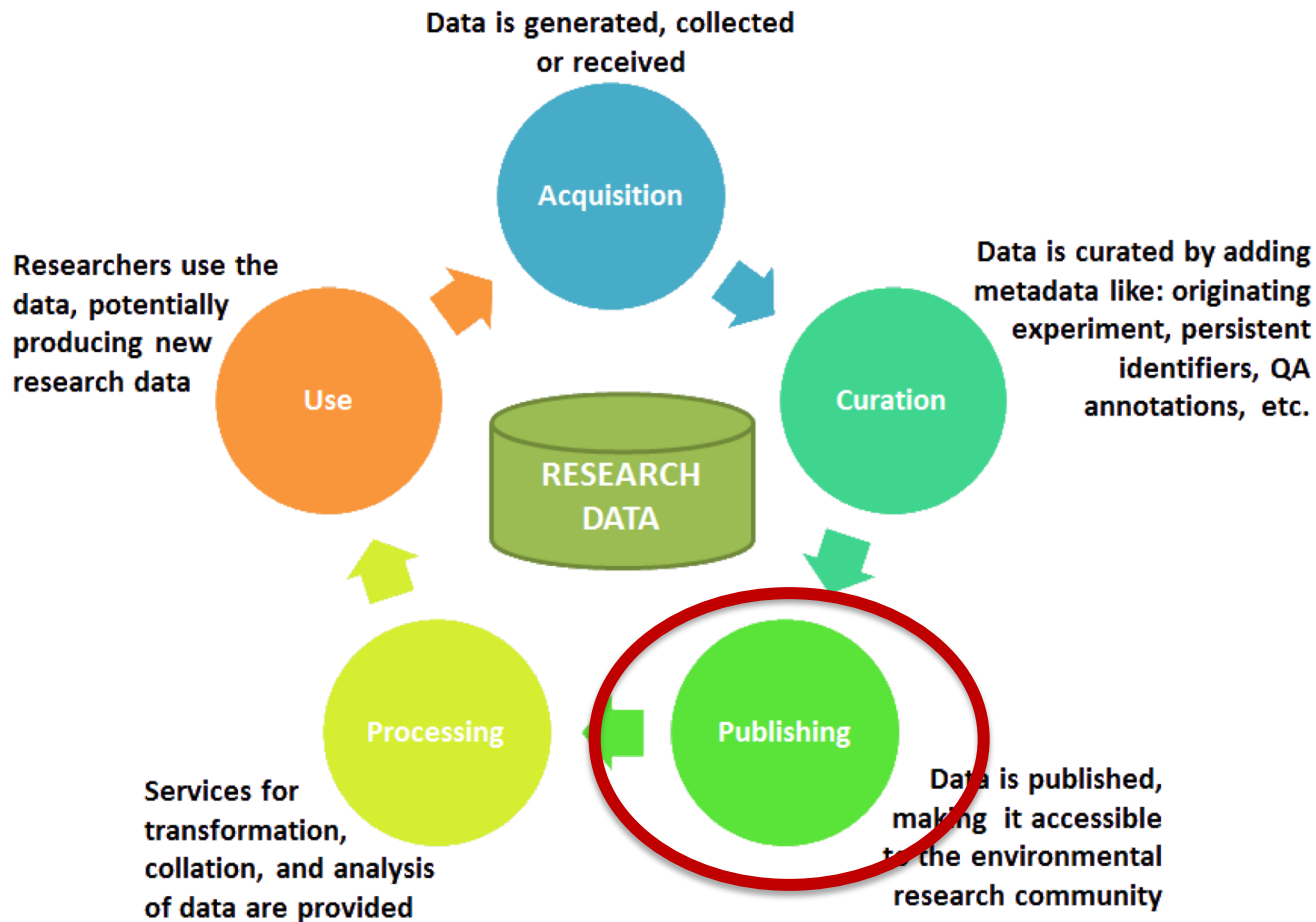 Data is generated, collected
or received
Acquisition
Data is curated by adding
metadata like: originating
experiment, persistent
identifiers, QA
annotations, etc.
Curation
Researchers use the
data, potentially
producing new
research data
Use
RESEARCH
DATA
Publishing
Data is published,
making it accessible
to the environmental
research community
Processing
Services for
transformation,
collation, and analysis
of data are provided